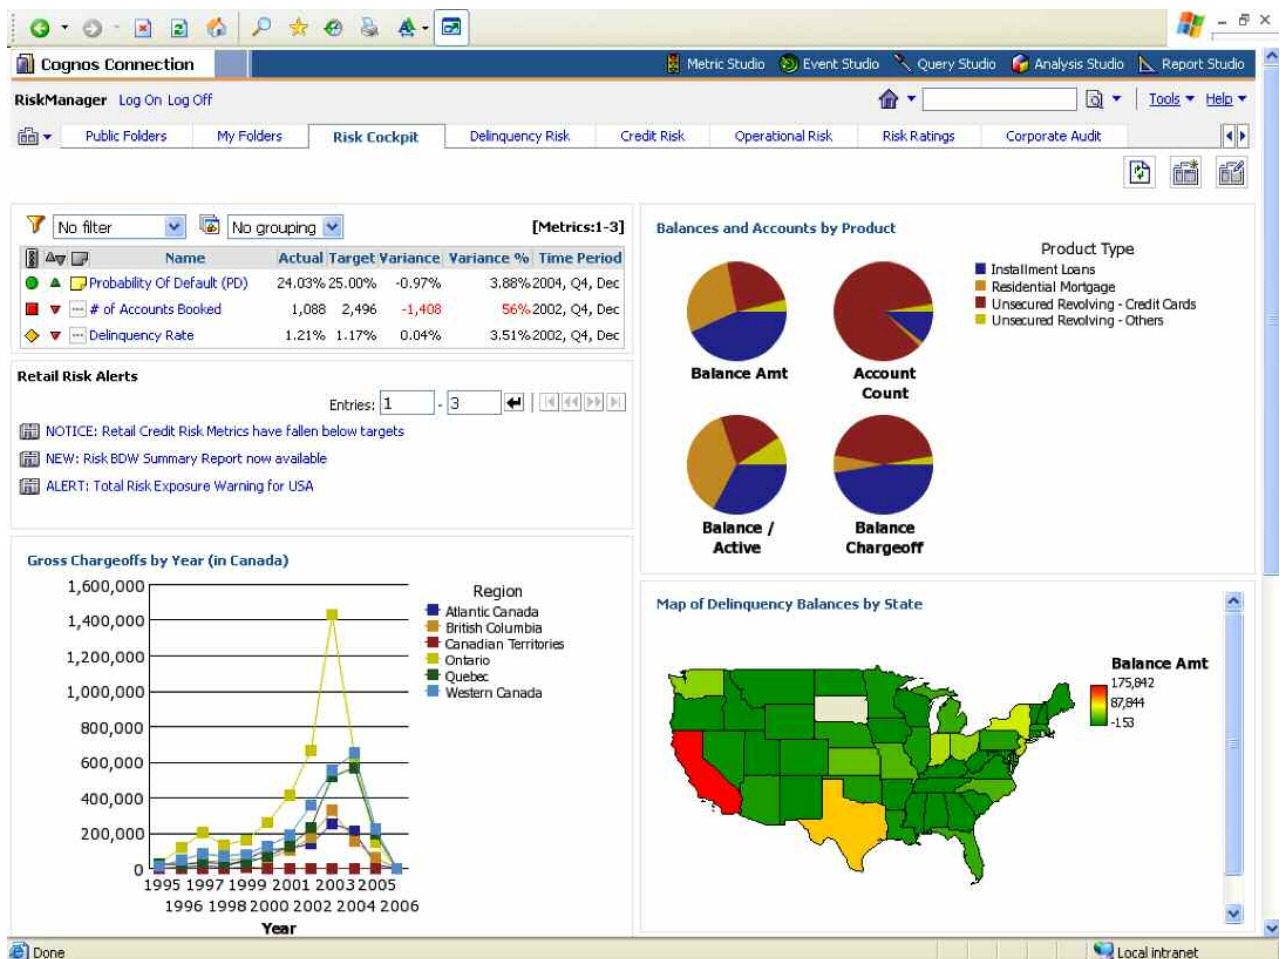 Cognos Connection
Metric Studio Event Studio Query Studio Analysis Studio Report Studio
RiskManager Log On Log Off
Tools Help
Public Folders My Folders Risk Cockpit Delinquency Risk Credit Risk Operational Risk Risk Ratings Corporate Audit
No filter No grouping [Metrics:1-3]
Name Actual Target Variance Variance % Time Period
Probability Of Default (PD) 24.03% 25.00% -0.97% 3.88% 2004, Q4, Dec
# of Accounts Booked 1,088 2,496 -1,408 56% 2002, Q4, Dec
Delinquency Rate 1.21% 1.17% 0.04% 3.51% 2002, Q4, Dec
Retail Risk Alerts
Entries: 1 - 3
NOTICE: Retail Credit Risk Metrics have fallen below targets
NEW: Risk BDW Summary Report now available
ALERT: Total Risk Exposure Warning for USA
Balances and Accounts by Product
Product Type
Installment Loans
Residential Mortgage
Unsecured Revolving - Credit Cards
Unsecured Revolving - Others
Balance Amt
Account
Count
Balance /
Active
Balance
Chargeoff
Gross Chargeoffs by Year (in Canada)
1,600,000
1,400,000
1,200,000
1,000,000
800,000
600,000
400,000
200,000
0
1995 1997 1999 2001 2003 2005
1996 1998 2000 2002 2004 2006
Year
Region
Atlantic Canada
British Columbia
Canadian Territories
Ontario
Quebec
Western Canada
Map of Delinquency Balances by State
Balance Amt
175,842
87,844
-153
Done
Local intranet